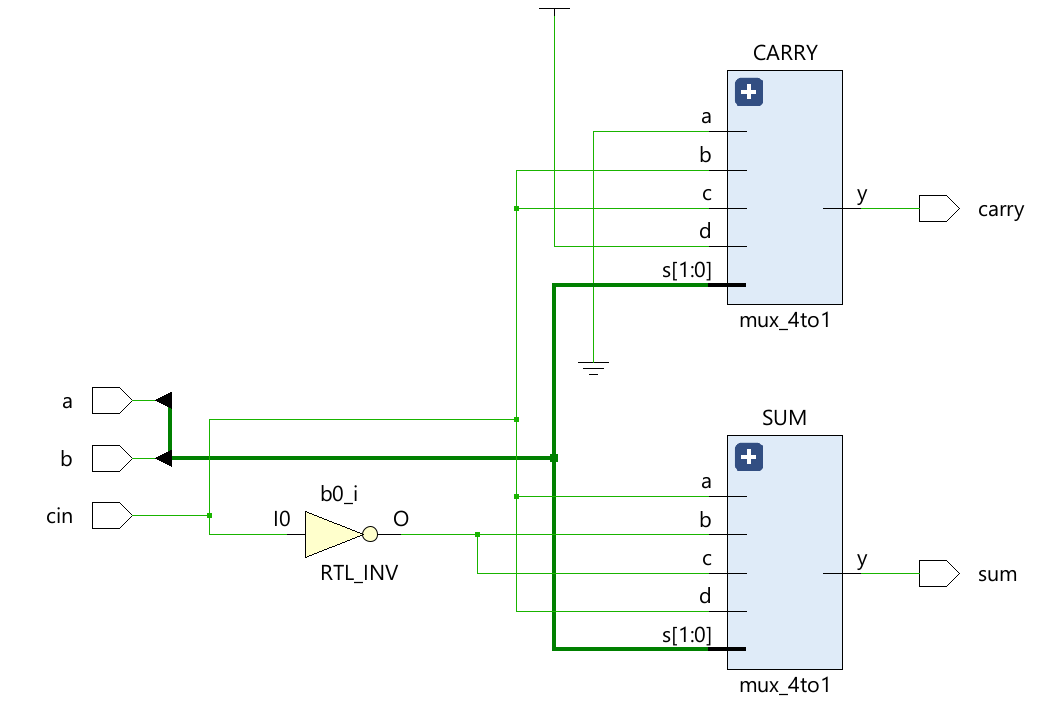 CARRY
a
b
c
d
s[1:0]
y
carry
mux_4to1
a
b
cin
b0_i
I0
O
RTL_INV
SUM
a
b
c
d
s[1:0]
y
sum
mux_4to1